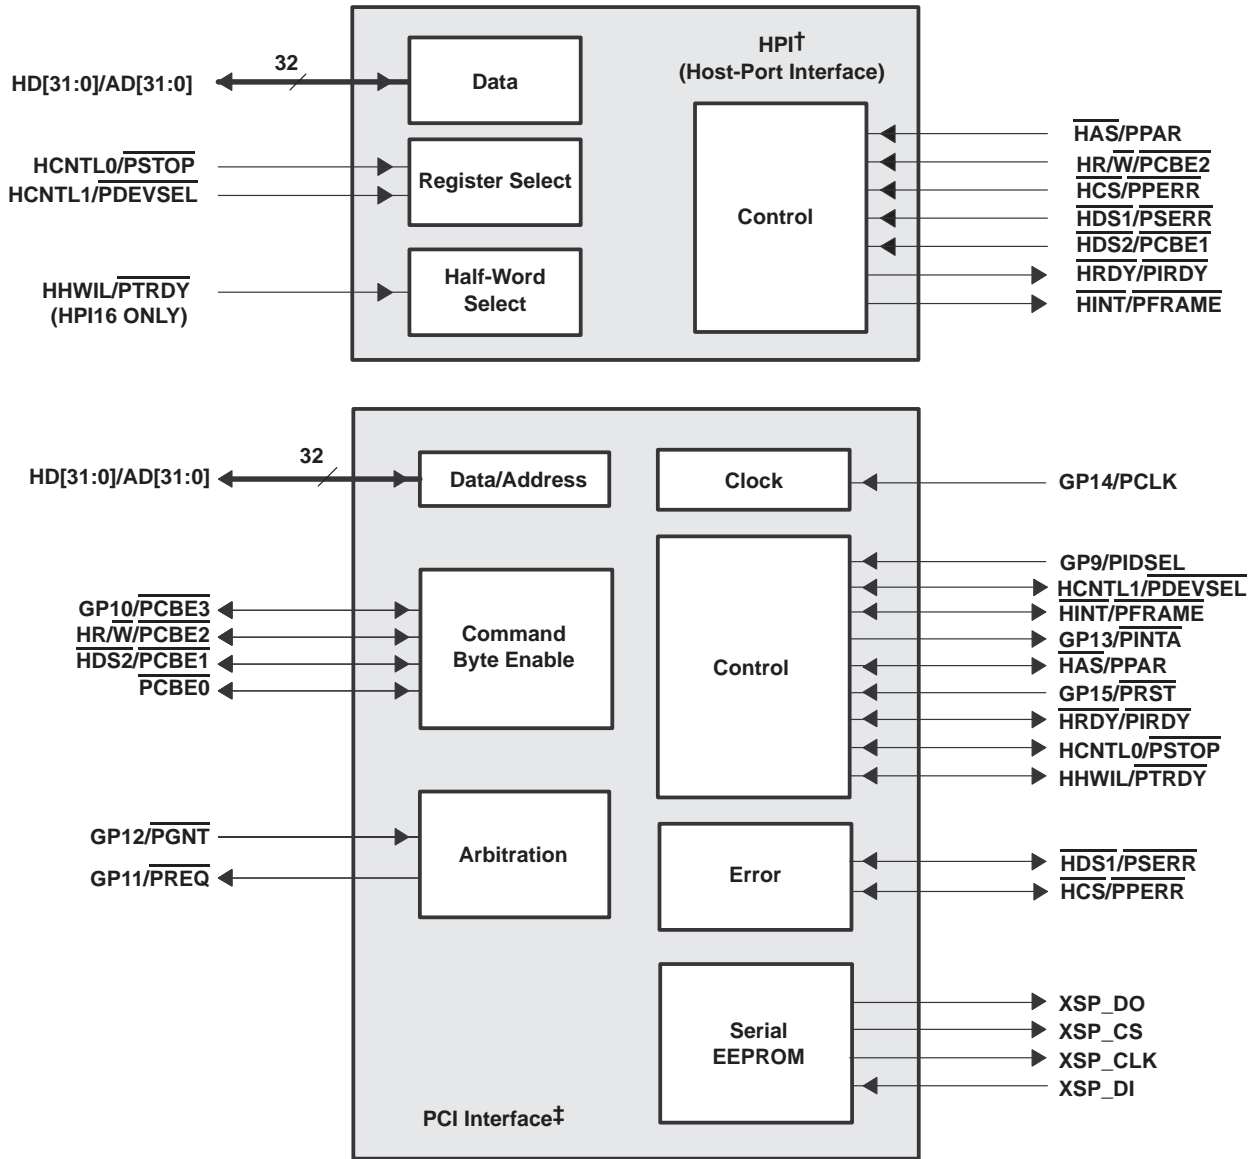 HPI†
(Host-Port Interface)
HD[31:0]/AD[31:0]
32
Data
HCNTL0/PSTOP
HCNTL1/PDEVSEL
Register Select
HHWIL/PTRDY
(HPI16 ONLY)
Half-Word
Select
Control
HAS/PPAR
HR/W/PCBE2
HCS/PPERR
HDS1/PSERR
HDS2/PCBE1
HRDY/PIRDY
HINT/PFRAME
HD[31:0]/AD[31:0]
32
Data/Address
Clock
GP14/PCLK
GP10/PCBE3
HR/W/PCBE2
HDS2/PCBE1
PCBE0
Command
Byte Enable
Control
GP9/PIDSEL
HCNTL1/PDEVSEL
HINT/PFRAME
GP13/PINTA
HAS/PPAR
GP15/PRST
HRDY/PIRDY
HCNTL0/PSTOP
HHWIL/PTRDY
GP12/PGNT
GP11/PREQ
Arbitration
Error
HDS1/PSERR
HCS/PPERR
Serial
EEPROM
XSP_DO
XSP_CS
XSP_CLK
XSP_DI
PCI Interface‡